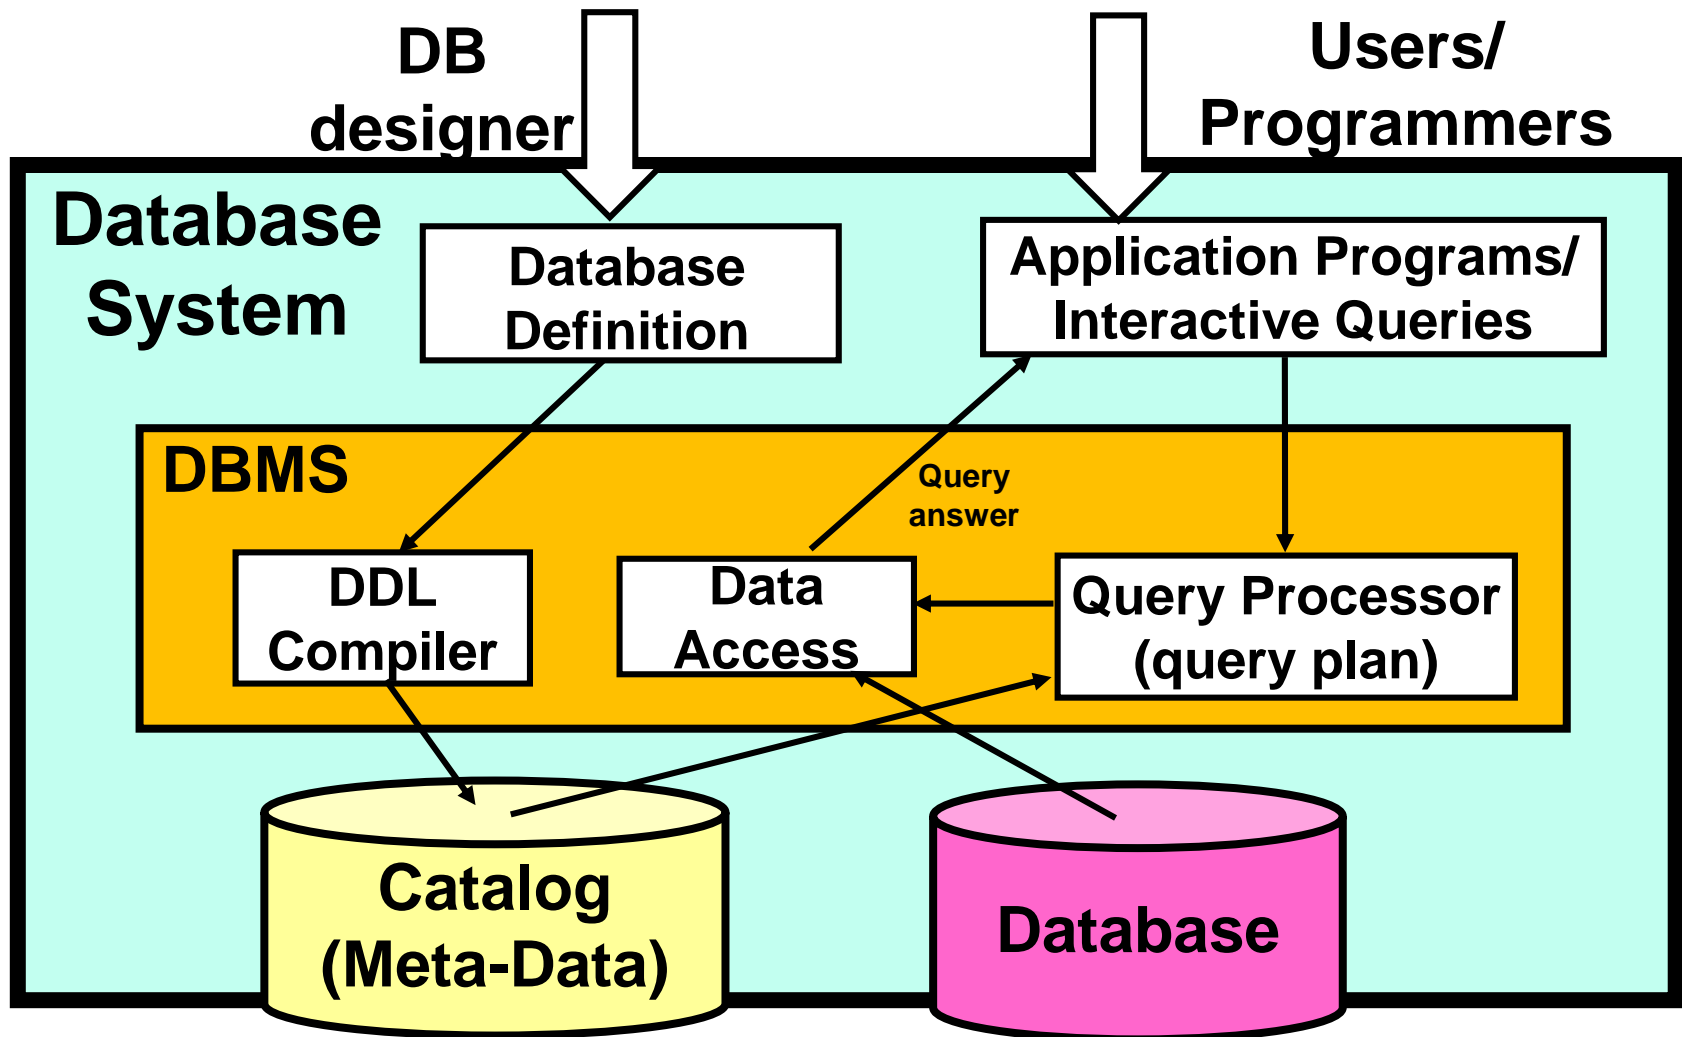 DB
designer
Users/
Programmers
Database
System
Database
Definition
Application Programs/
Interactive Queries
DBMS
Query
answer
DDL
Compiler
Data
Access
Query Processor
(query plan)
Catalog
(Meta-Data)
Database